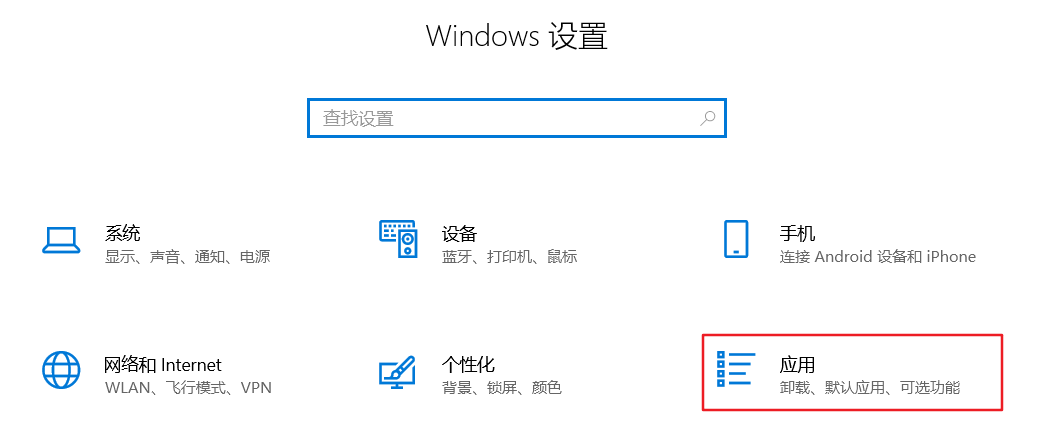 Windows 设置
查找设置
系统
显示、声音、通知、电源
设备
蓝牙、打印机、鼠标
手机
连接 Android 设备和 iPhone
网络和 Internet
WLAN、飞行模式、VPN
个性化
背景、锁屏、颜色
应用
卸载、默认应用、可选功能